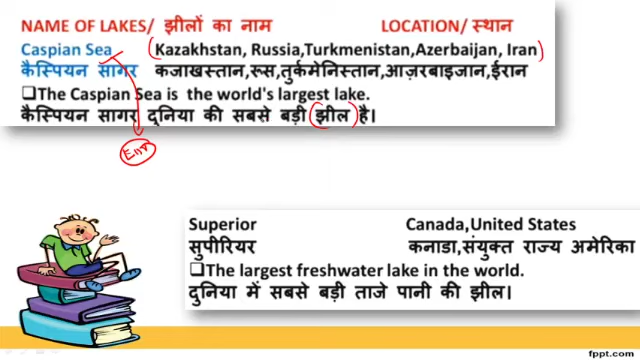 NAME OF LAKES/ झीलों का नाम LOCATION/ स्थान
Caspian Sea Kazakhstan, Russia,Turkmenistan,Azerbaijan, Iran
कैस्पियन सागर कजाखस्तान,रूस,तुर्कमेनिस्तान,आज़रबाइजान,ईरान
❑The Caspian Sea is the world's largest lake.
कैस्पियन सागर दुनिया की सबसे बड़ी झील है।
Superior Canada,United States
सुपीरियर कनाडा,संयुक्त राज्य अमेरिका
❑The largest freshwater lake in the world.
दुनिया में सबसे बड़ी ताजे पानी की झील।
fppt.com